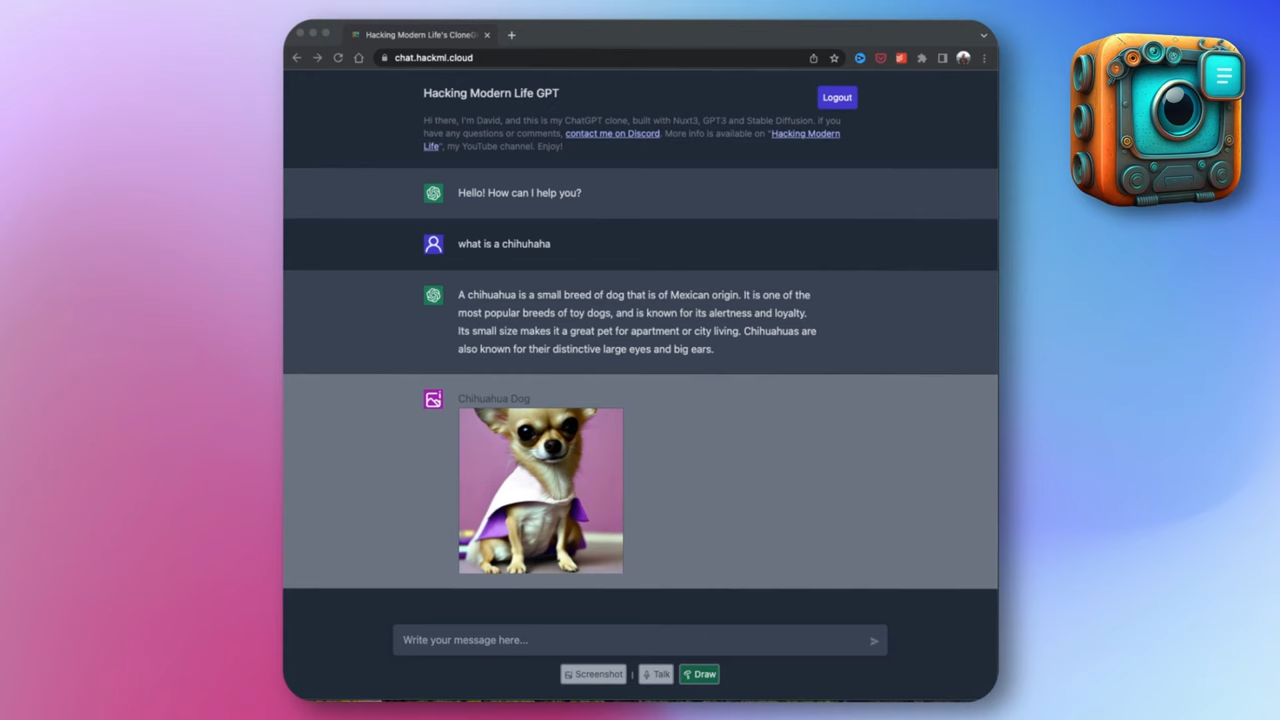 Hacking Modern Life's CloneG
chat.hackml.cloud
Hacking Modern Life GPT
Logout
Hi there, I'm David, and this is my ChatGPT clone, built with Nuxt3, GPT3 and Stable Diffusion. if you
have any questions or comments, contact me on Discord. More info is available on "Hacking Modern
Life", my YouTube channel. Enjoy!
Hello! How can I help you?
what is a chihuhaha
A chihuahua is a small breed of dog that is of Mexican origin. It is one of the
most popular breeds of toy dogs, and is known for its alertness and loyalty.
Its small size makes it a great pet for apartment or city living. Chihuahuas are
also known for their distinctive large eyes and big ears.
Chihuahua Dog
Write your message here...
Screenshot | Talk Draw